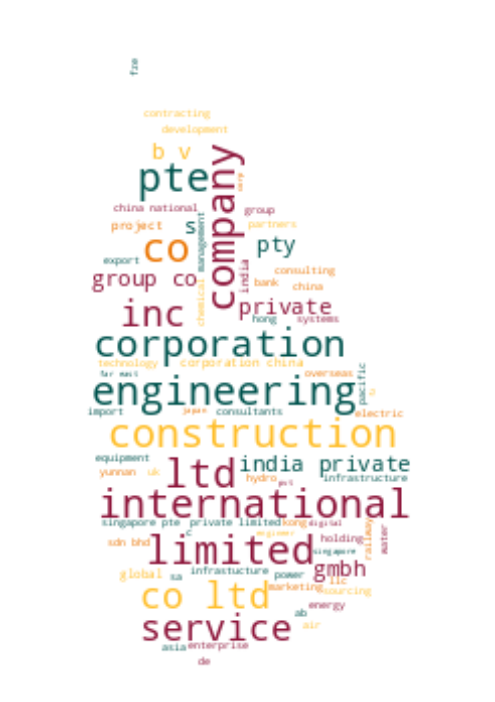 fze
contracting
development
b v
company
pte
corp
china national
group
project
s
management
partners
co
pty
export
india
consulting
group co
bank
china
chemical
private
inc
hong
systems
corporation
technology
corporation china
far east
overseas
pacific
engineering
import
japan
consultants
electric
construction
equipment
ltd
india private
yunnan
uk
hydro
put
infrastructure
international
singapore pte
private limited
kong
digital
c
engineer
railway
water
sdn bhd
limited
holding
singapore
global
sa
infrastucture
power
gmbh
llc
co ltd
marketing
sourcing
energy
ab
service
air
asia
enterprise
de